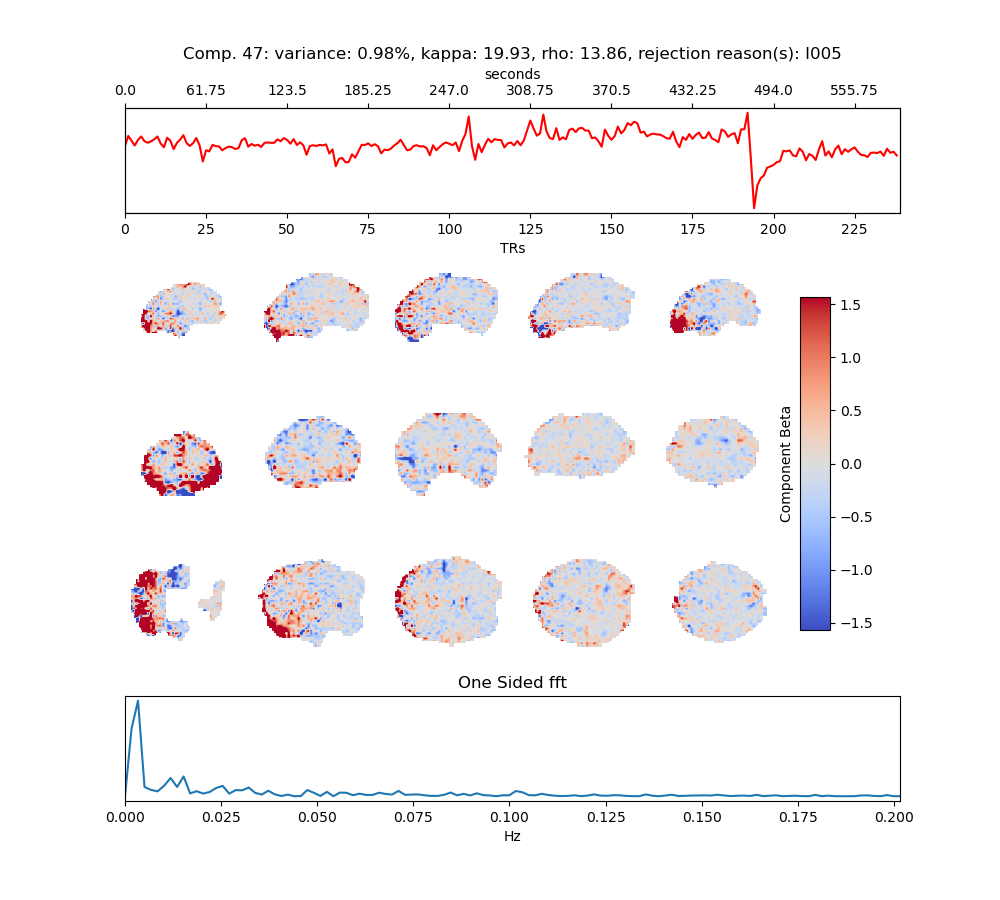 Comp. 47: variance: 0.98%, kappa: 19.93, rho: 13.86, rejection reason(s): I005
seconds
0.0 61.75 123.5 185.25 247.0 308.75 370.5 432.25 494.0 555.75
0 25 50 75 100 125 150 175 200 225
TRs
1.5
1.0
0.5
0.0
−0.5
−1.0
−1.5
Component Beta
One Sided fft
0.000 0.025 0.050 0.075 0.100 0.125 0.150 0.175 0.200
Hz